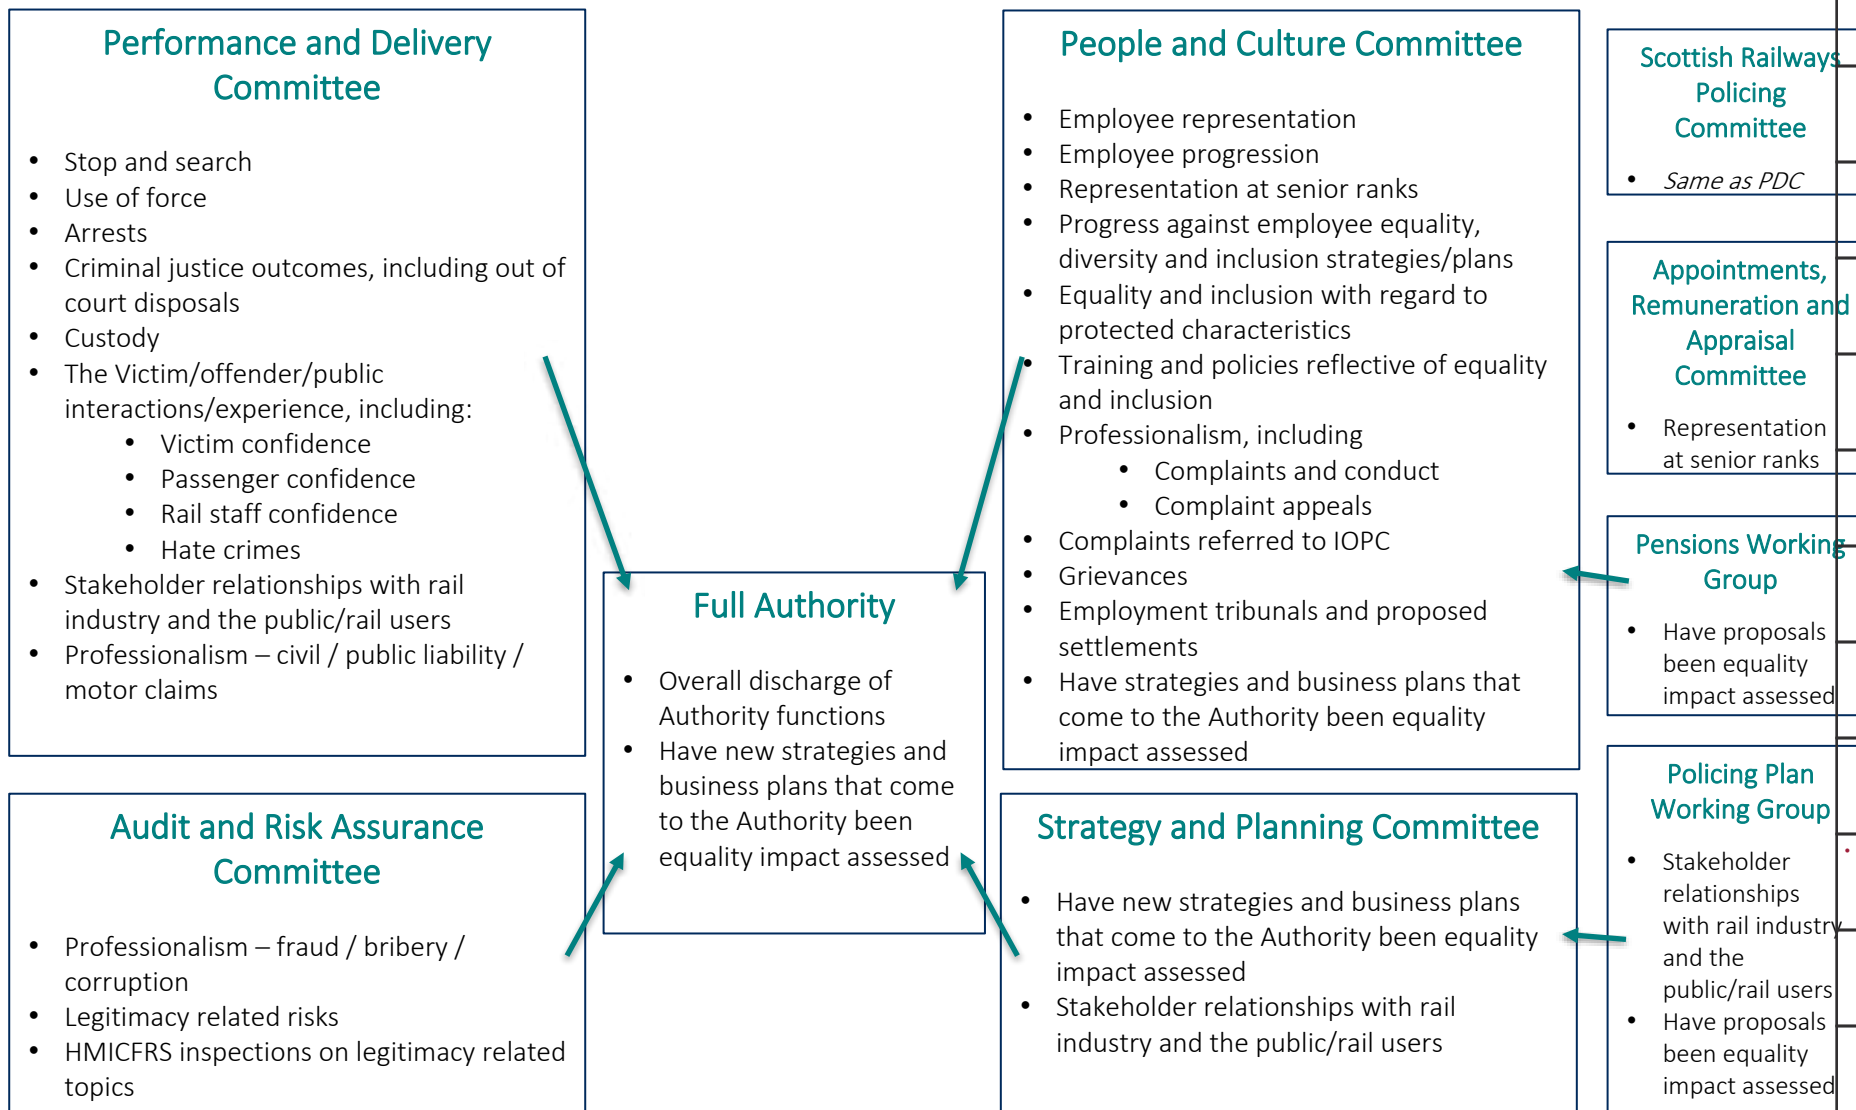 Performance and Delivery
Committee
• Stop and search
• Use of force
• Arrests
• Criminal justice outcomes, including out of
court disposals
• Custody
• The Victim/offender/public
interactions/experience, including:
• Victim confidence
• Passenger confidence
• Rail staff confidence
• Hate crimes
• Stakeholder relationships with rail
industry and the public/rail users
• Professionalism – civil / public liability /
motor claims
Audit and Risk Assurance
Committee
• Professionalism – fraud / bribery /
corruption
• Legitimacy related risks
• HMICFRS inspections on legitimacy related
topics
Full Authority
• Overall discharge of
Authority functions
• Have new strategies and
business plans that come
to the Authority been
equality impact assessed
People and Culture Committee
• Employee representation
• Employee progression
• Representation at senior ranks
• Progress against employee equality,
diversity and inclusion strategies/plans
• Equality and inclusion with regard to
protected characteristics
• Training and policies reflective of equality
and inclusion
• Professionalism, including
• Complaints and conduct
• Complaint appeals
• Complaints referred to IOPC
• Grievances
• Employment tribunals and proposed
settlements
• Have strategies and business plans that
come to the Authority been equality
impact assessed
Strategy and Planning Committee
• Have new strategies and business plans
that come to the Authority been equality
impact assessed
• Stakeholder relationships with rail
industry and the public/rail users
Scottish Railways
Policing
Committee
• Same as PDC
Appointments,
Remuneration and
Appraisal
Committee
• Representation
at senior ranks
Pensions Working
Group
• Have proposals
been equality
impact assessed
Policing Plan
Working Group
• Stakeholder
relationships
with rail industry
and the
public/rail users
• Have proposals
been equality
impact assessed